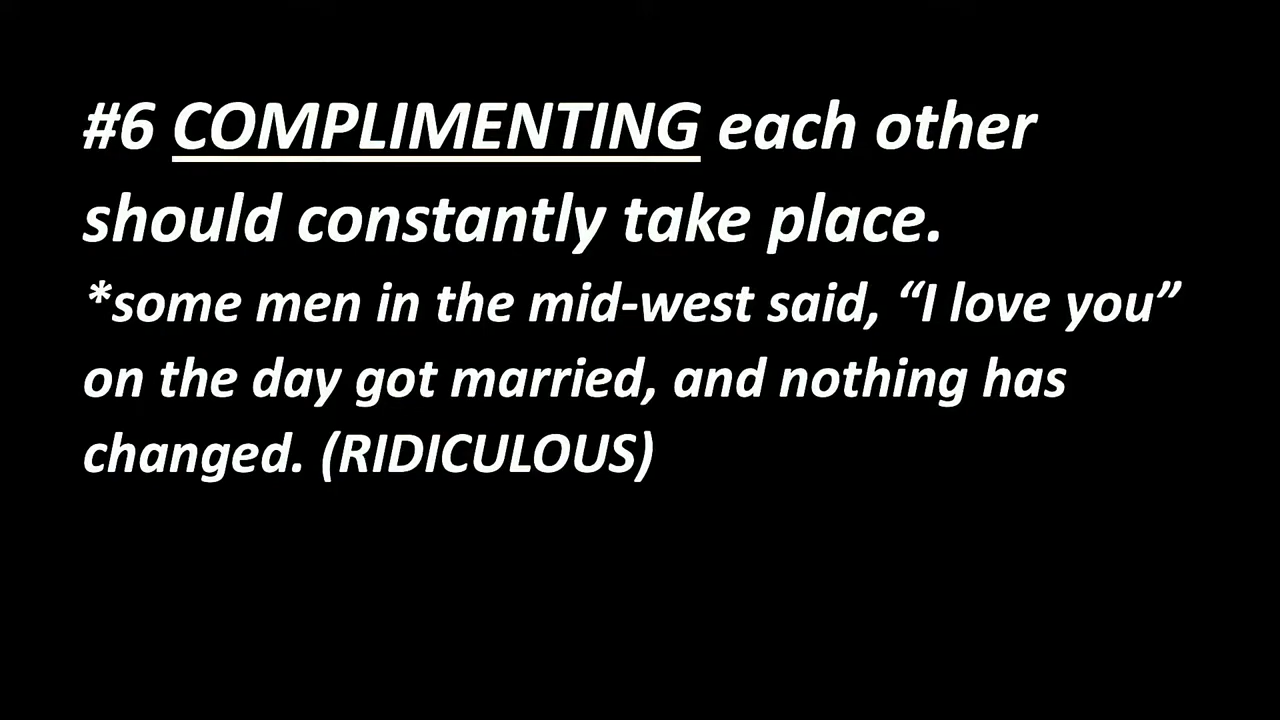 #6 COMPLIMENTING each other
should constantly take place.
*some men in the mid-west said, “I love you”
on the day got married, and nothing has
changed. (RIDICULOUS)